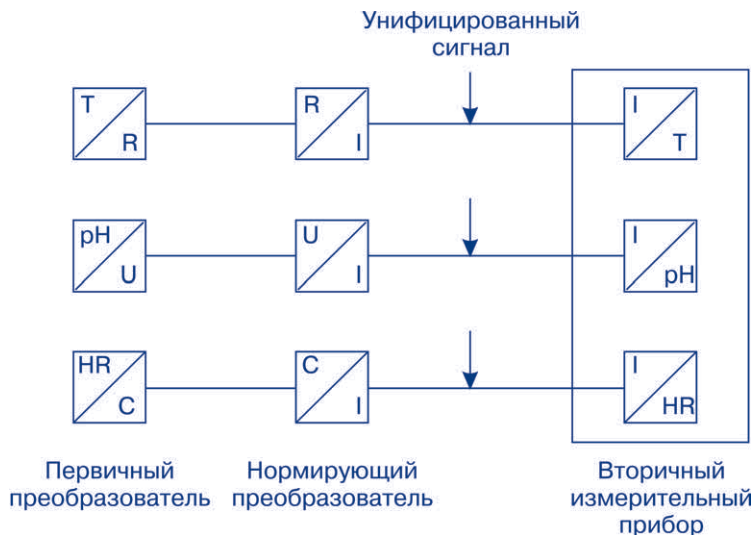 Унифицированный
сигнал
T
R
R
I
I
T
pH
U
U
I
I
pH
HR
C
C
I
I
HR
Первичный
преобразователь
Нормирующий
преобразователь
Вторичный
измерительный
прибор